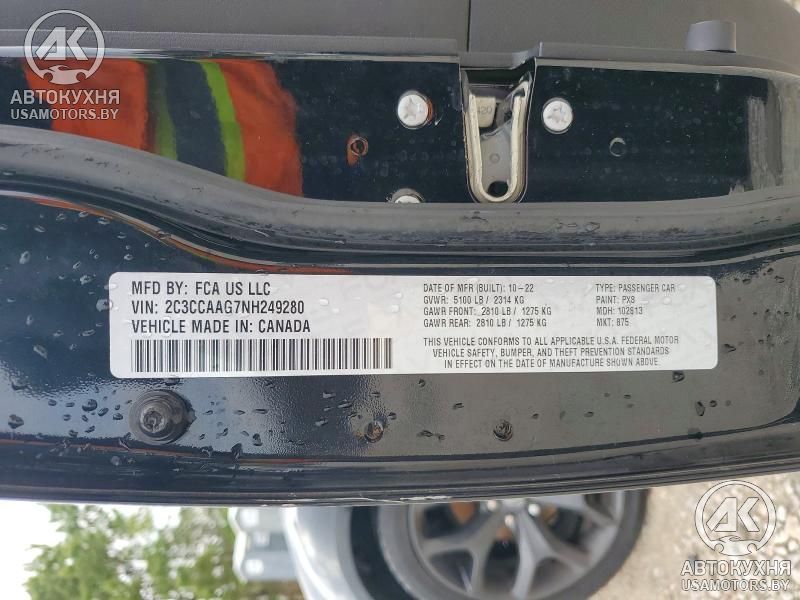 АК
АВТОКУХНЯ
USAMOTORS.BY
420
MFD BY: FCA US LLC
VIN: 2C3CCAAG7NH249280
VEHICLE MADE IN: CANADA
DATE OF MFR (BUILT): 10-22
GVWR: 5100 LB / 2314 KG
GAWR FRONT: 2810 LB / 1275 KG
GAWR REAR: 2810 LB / 1275 KG
TYPE: PASSENGER CAR
PAINT: PX8
MDH: 102613
MKT: 875
THIS VEHICLE CONFORMS TO ALL APPLICABLE U.S.A. FEDERAL MOTOR
VEHICLE SAFETY, BUMPER, AND THEFT PREVENTION STANDARDS
IN EFFECT ON THE DATE OF MANUFACTURE SHOWN ABOVE.
АК
АВТОКУХНЯ
USAMOTORS.BY